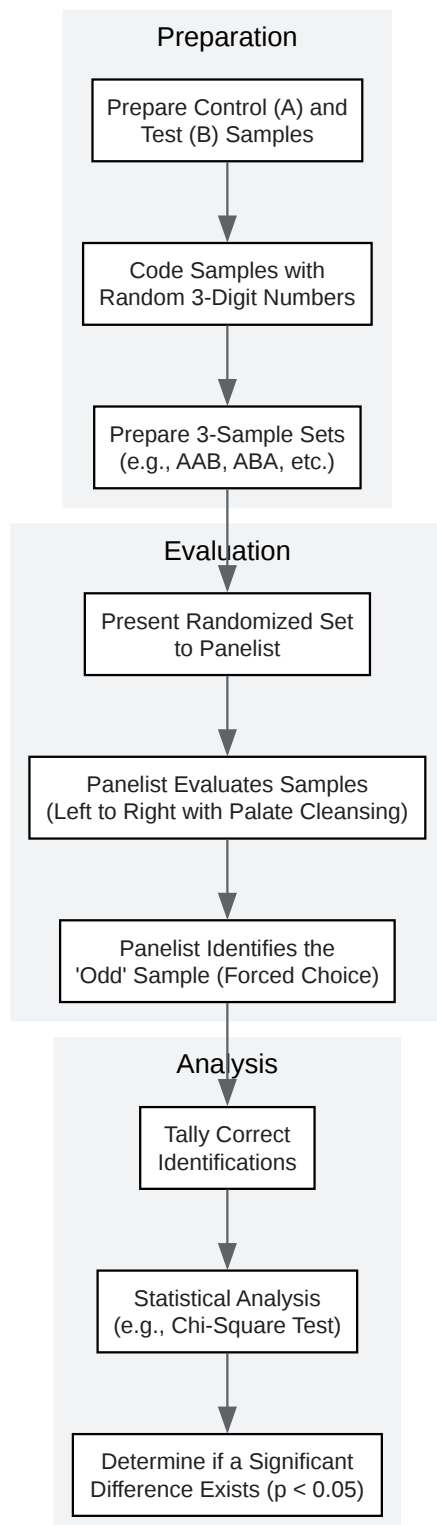 Preparation
Prepare Control (A) and
Test (B) Samples
Code Samples with
Random 3-Digit Numbers
Prepare 3-Sample Sets
(e.g., AAB, ABA, etc.)
Evaluation
Present Randomized Set
to Panelist
Panelist Evaluates Samples
(Left to Right with Palate Cleansing)
Panelist Identifies the
'Odd' Sample (Forced Choice)
Analysis
Tally Correct
Identifications
Statistical Analysis
(e.g., Chi-Square Test)
Determine if a Significant
Difference Exists (p < 0.05)